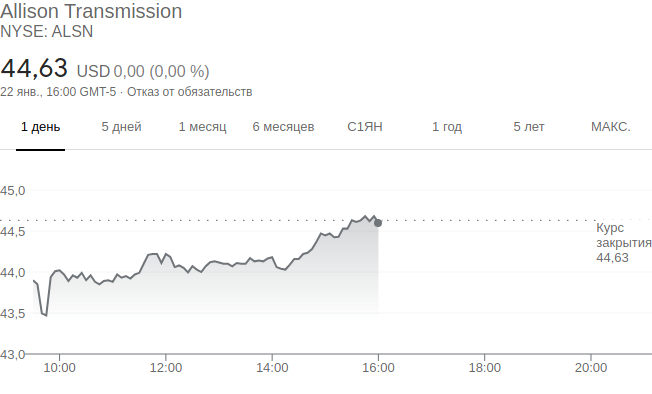 Allison Transmission
NYSE: ALSN
44,63 USD 0,00 (0,00 %)
22 янв., 16:00 GMT-5 · Отказ от обязательств
1 день 5 дней 1 месяц 6 месяцев С1ЯН 1 год 5 лет МАКС.
45,0
Курс
44,5
закрытия
44,63
44,0
43,5
43,0
10:00 12:00 14:00 16:00 18:00 20:00